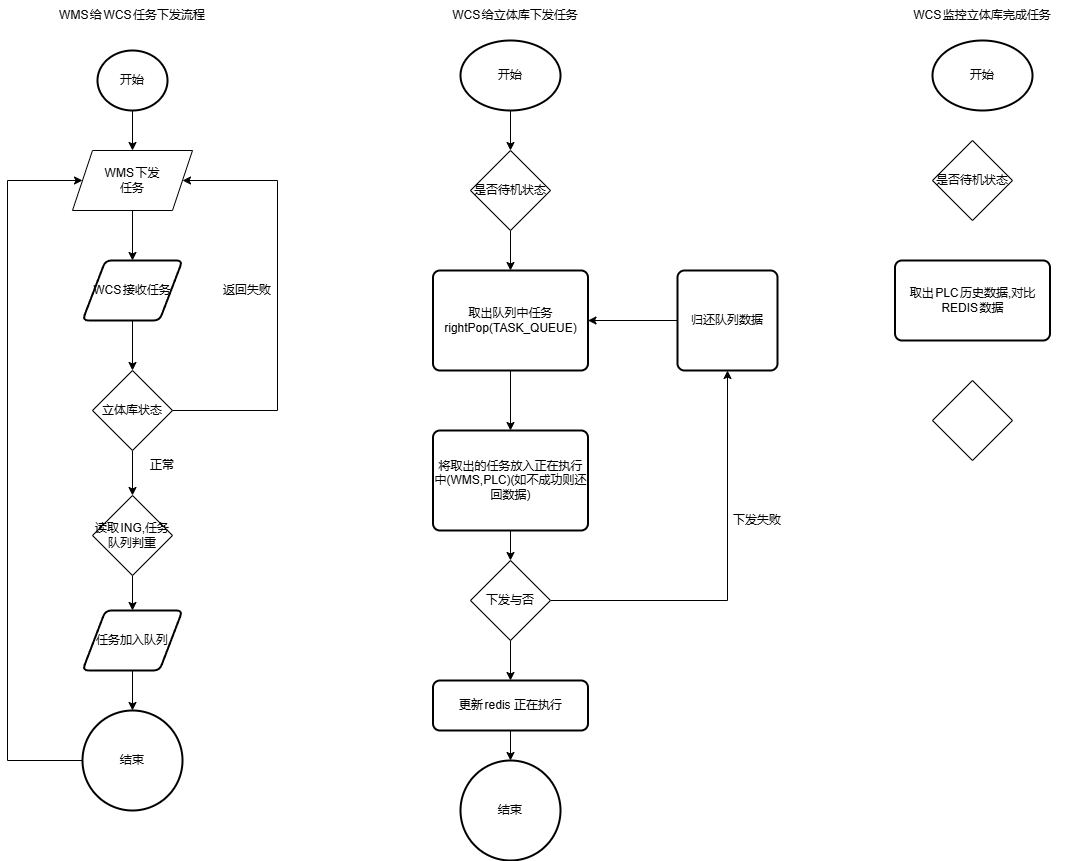 WMS给WCS任务下发流程
开始
WMS下发
任务
WCS接收任务
返回失败
立体库状态
正常
读取ING,任务
队列判重
任务加入队列
结束
WCS给立体库下发任务
开始
是否待机状态
取出队列中任务
rightPop(TASK_QUEUE)
归还队列数据
将取出的任务放入正在执行
中(WMS,PLC)(如不成功则还
回数据)
下发失败
下发与否
更新redis 正在执行
结束
WCS监控立体库完成任务
开始
是否待机状态
取出PLC历史数据,对比
REDIS数据